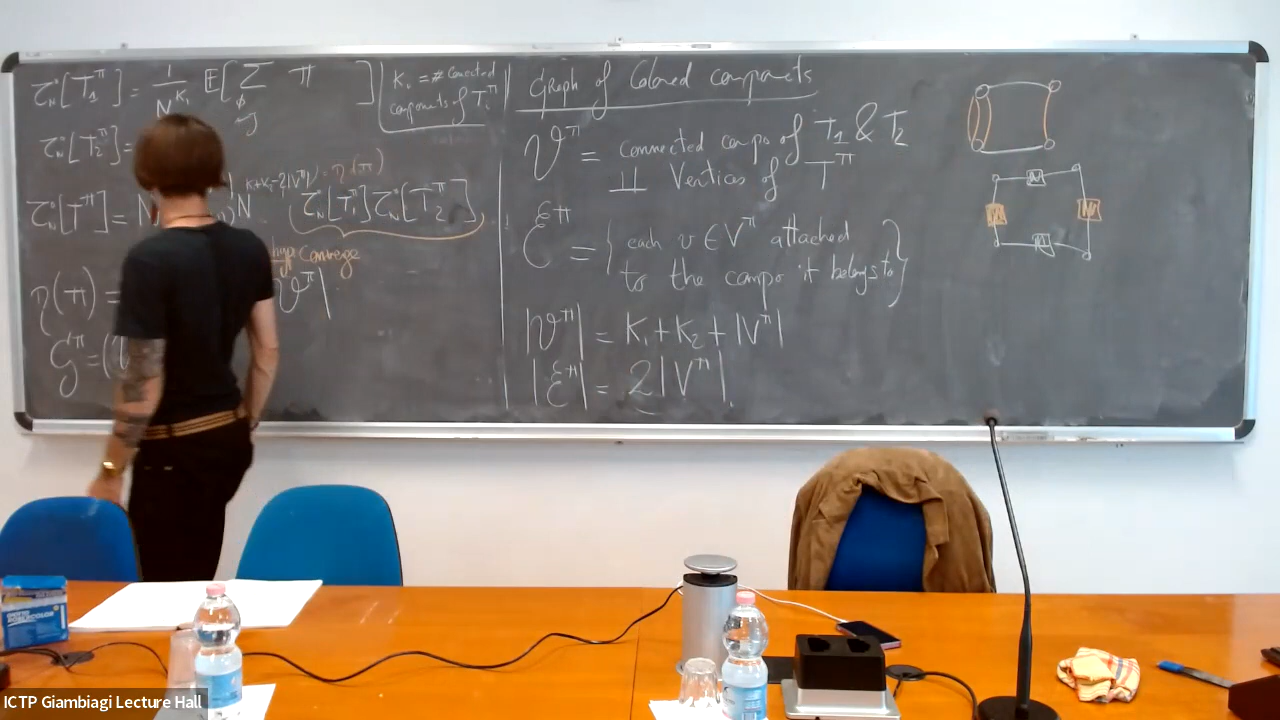 τ_N°[T_1^π] = 1/N^{K_1} E[ Σ_φ Π ]
K_i = # connected
components of T_i^π
τ_N°[T_2^π] =
τ_N°[T^π] = N N^{K_1+K_2-2|V^π|} τ_N°[T_1^π] τ_N°[T_2^π]
η(π)
converge
η(π) = |𝒱^π|
𝒢^π = (
Graph of Colored components
𝒱^π = connected comps of T_1 & T_2
⊔ Vertices of T^π
ℰ^π = { each v ∈ V^π attached
to the compo it belongs to }
|𝒱^π| = K_1 + K_2 + |V^π|
|ℰ^π| = 2|V^π|.
ICTP Giambiagi Lecture Hall